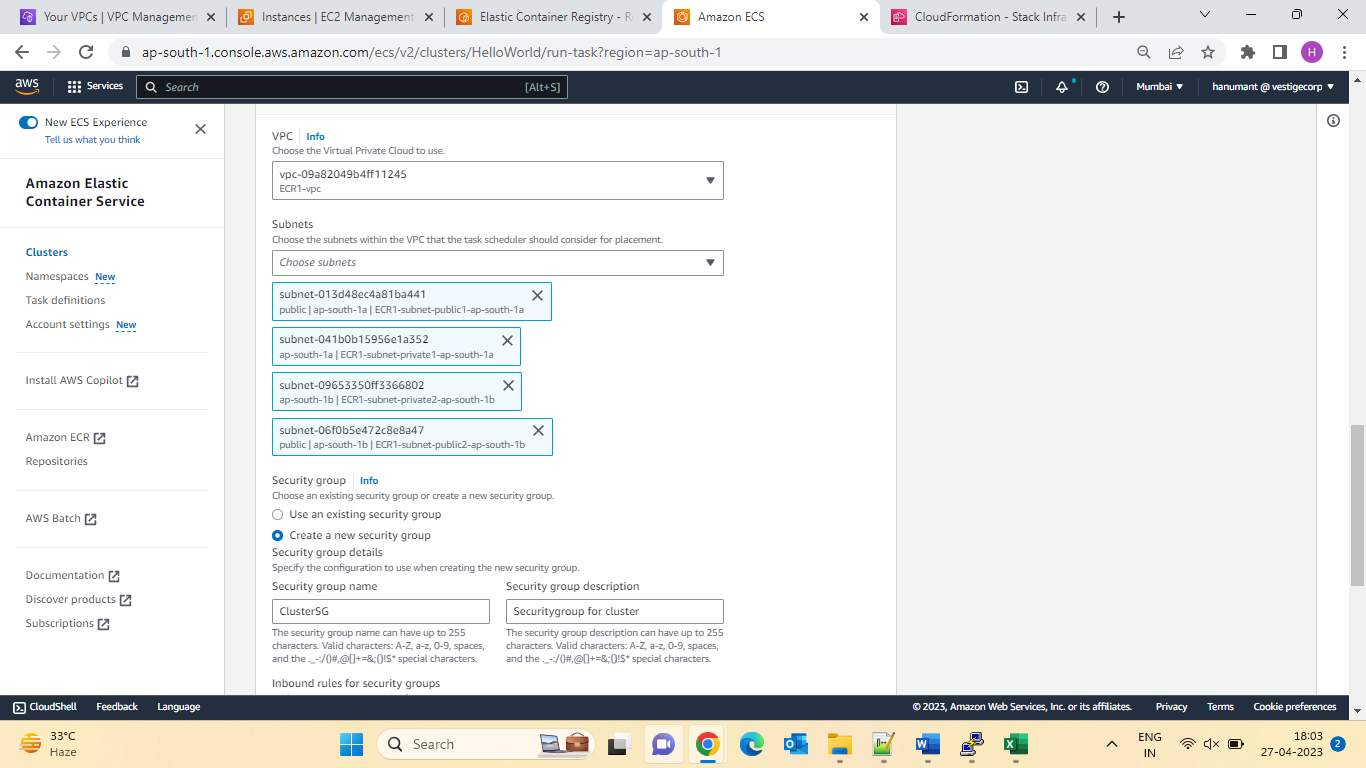 Your VPCs | VPC Managemen
Instances | EC2 Management
Elastic Container Registry - R
Amazon ECS
CloudFormation - Stack Infra
ap-south-1.console.aws.amazon.com/ecs/v2/clusters/HelloWorld/run-task?region=ap-south-1
H
aws
Services
Search
[Alt+S]
Mumbai
hanumant @ vestigecorp
New ECS Experience
Tell us what you think
Amazon Elastic
Container Service
Clusters
Namespaces New
Task definitions
Account settings New
Install AWS Copilot
Amazon ECR
Repositories
AWS Batch
Documentation
Discover products
Subscriptions
VPC Info
Choose the Virtual Private Cloud to use.
vpc-09a82049b4ff11245
ECR1-vpc
Subnets
Choose the subnets within the VPC that the task scheduler should consider for placement.
Choose subnets
subnet-013d48ec4a81ba441
public | ap-south-1a | ECR1-subnet-public1-ap-south-1a
subnet-041b0b15956e1a352
ap-south-1a | ECR1-subnet-private1-ap-south-1a
subnet-09653350ff3366802
ap-south-1b | ECR1-subnet-private2-ap-south-1b
subnet-06f0b5e472c8e8a47
public | ap-south-1b | ECR1-subnet-public2-ap-south-1b
Security group Info
Choose an existing security group or create a new security group.
Use an existing security group
Create a new security group
Security group details
Specify the configuration to use when creating the new security group.
Security group name
ClusterSG
The security group name can have up to 255
characters. Valid characters: A-Z, a-z, 0-9, spaces,
and the ._-:/()#,@[]+=&;{}!$* special characters.
Security group description
Securitygroup for cluster
The security group description can have up to 255
characters. Valid characters: A-Z, a-z, 0-9, spaces,
and the ._-:/()#,@[]+=&;{}!$* special characters.
Inbound rules for security groups
CloudShell
Feedback
Language
© 2023, Amazon Web Services, Inc. or its affiliates.
Privacy
Terms
Cookie preferences
33°C
Haze
Search
ENG
IN
18:03
27-04-2023
2